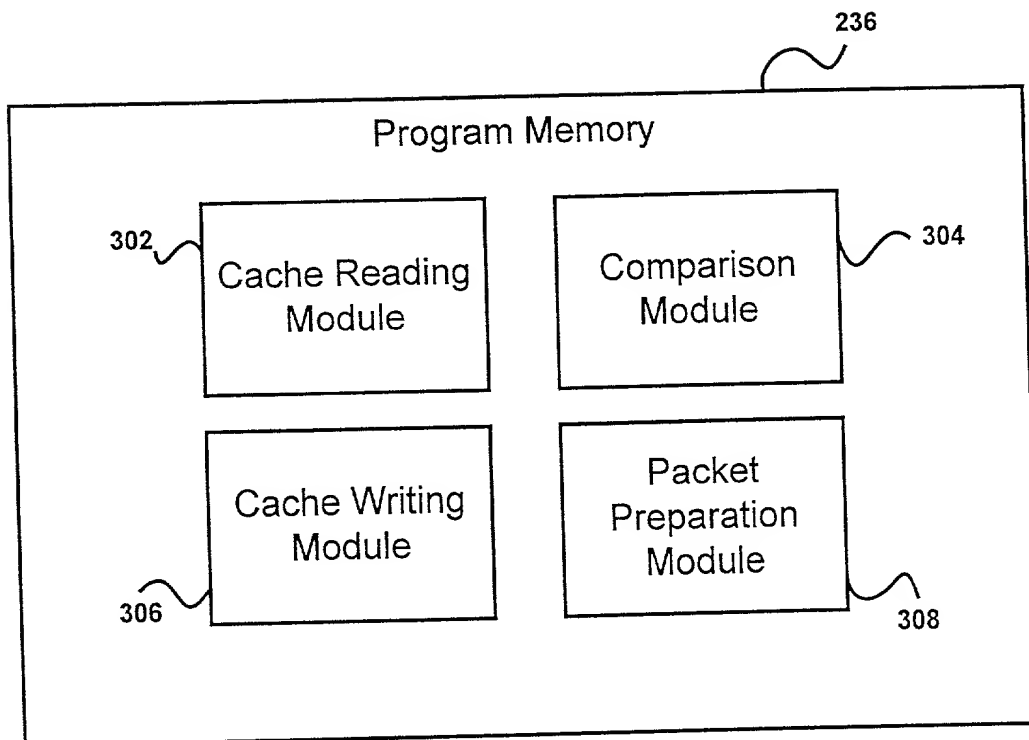 236
Program Memory
302
Cache Reading
Module
Comparison
Module
304
Cache Writing
Module
306
Packet
Preparation
Module
308